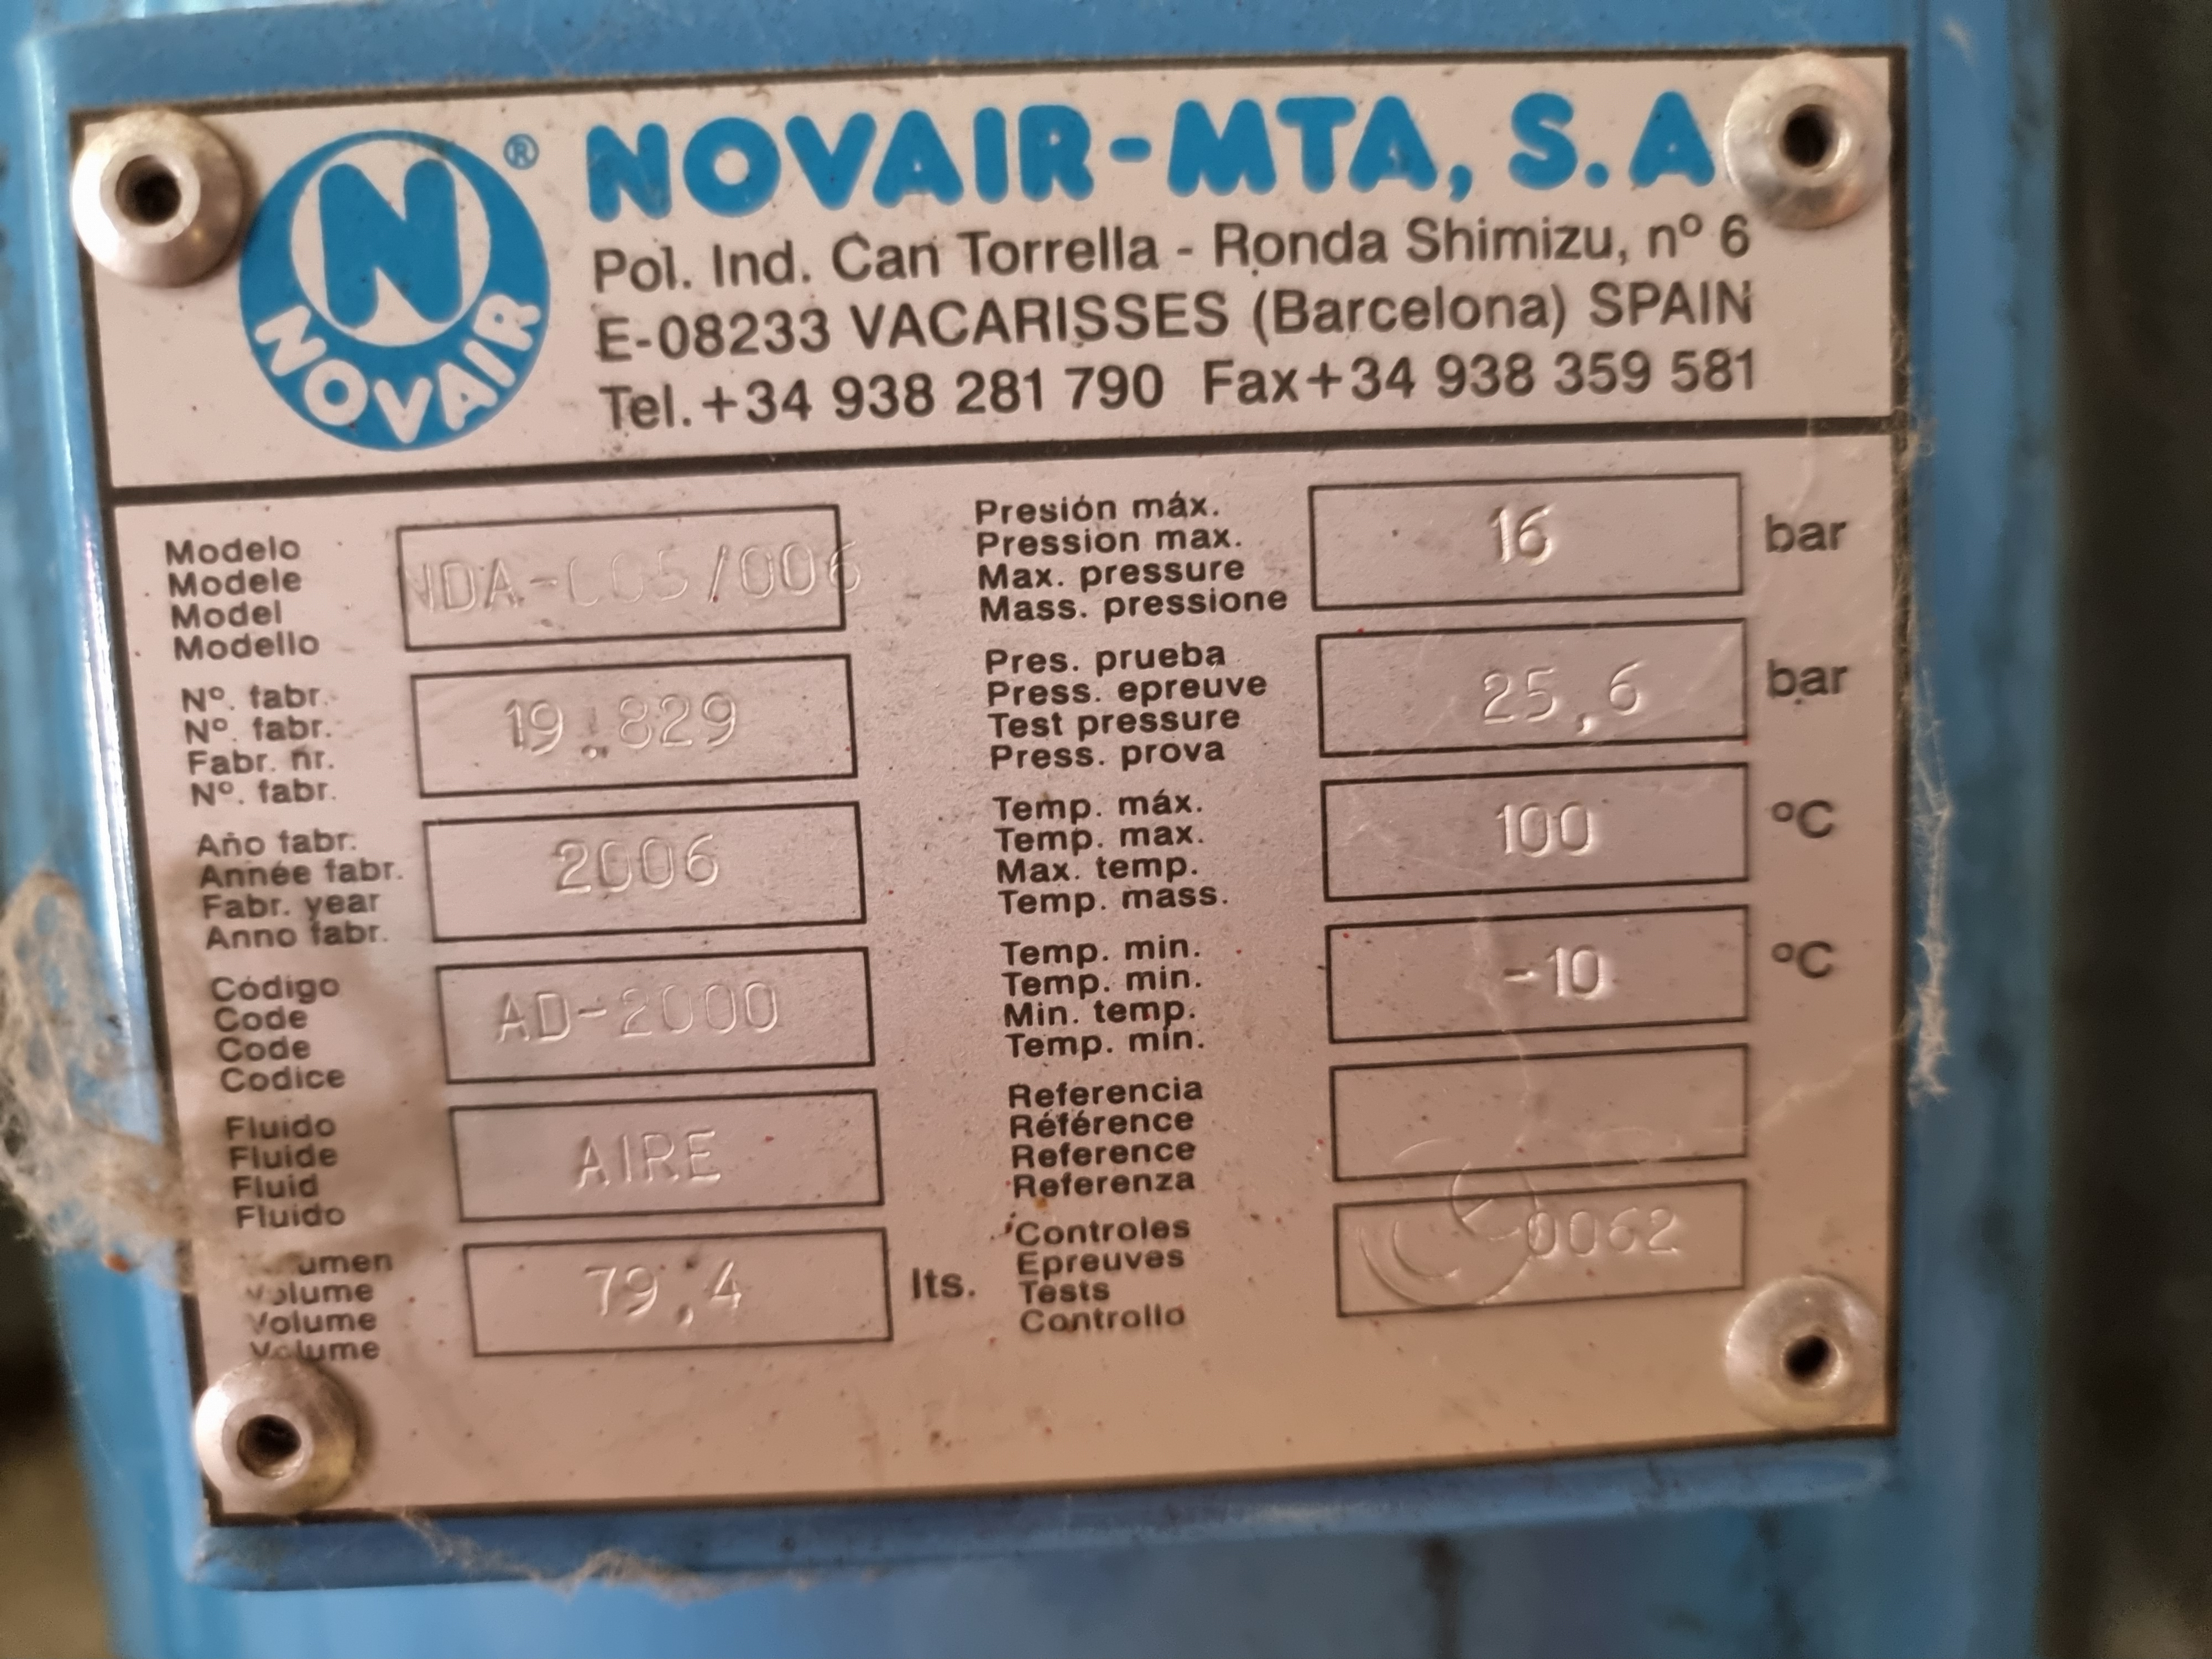 N
NOVAIR
®
NOVAIR-MTA, S.A
Pol. Ind. Can Torrella - Ronda Shimizu, nº 6
E-08233 VACARISSES (Barcelona) SPAIN
Tel. +34 938 281 790 Fax+34 938 359 581
Modelo
Modele
Model
Modello
Nº. fabr.
Nº. fabr.
Fabr. nr.
Nº. fabr.
19.829
Año fabr.
Année fabr.
Fabr. year
Anno fabr.
2006
Código
Code
Code
Codice
AD-2000
Fluido
Fluide
Fluid
Fluido
AIRE
Volume
Volume
Volume
79,4
lts.
Presión máx.
Pression max.
Max. pressure
Mass. pressione
16
bar
Pres. prueba
Press. epreuve
Test pressure
Press. prova
25,6
bar
Temp. máx.
Temp. max.
Max. temp.
Temp. mass.
100
ºC
Temp. min.
Temp. min.
Min. temp.
Temp. min.
-10
ºC
Referencia
Référence
Reference
Referenza
Controles
Epreuves
Tests
Controllo
CE 0062